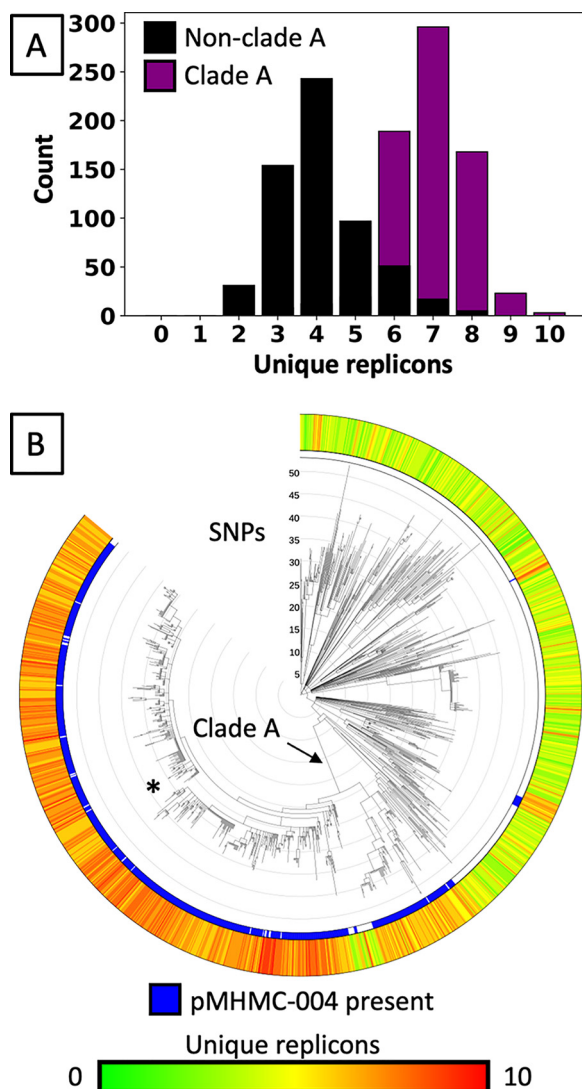 A
Non-clade A
Clade A
Count
300
250
200
150
100
50
0
0 1 2 3 4 5 6 7 8 9 10
Unique replicons
B
SNPs
50
45
40
35
30
25
20
15
10
5
Clade A
*
pMHMC-004 present
Unique replicons
0 10